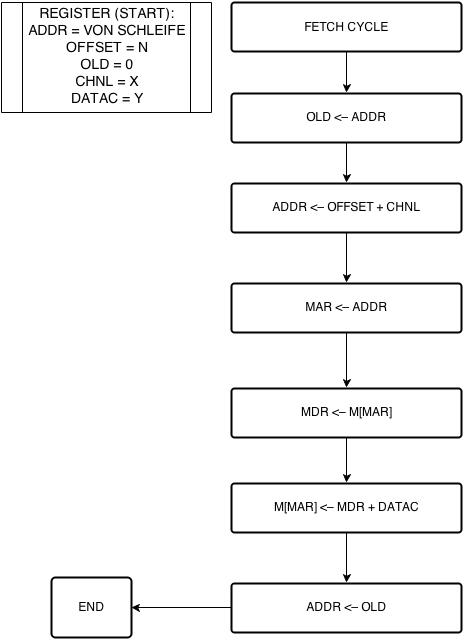 REGISTER (START):
ADDR = VON SCHLEIFE
OFFSET = N
OLD = 0
CHNL = X
DATAC = Y
FETCH CYCLE
OLD <– ADDR
ADDR <– OFFSET + CHNL
MAR <– ADDR
MDR <– M[MAR]
M[MAR] <– MDR + DATAC
ADDR <– OLD
END